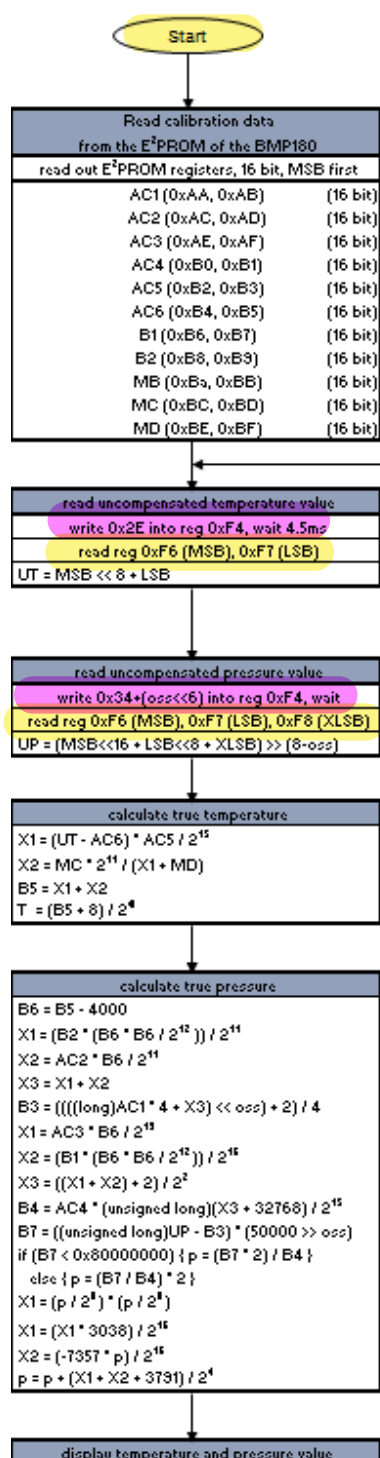 Start
Read calibration data
from the E²PROM of the BMP180
read out E²PROM registers, 16 bit, MSB first
AC1 (0xAA, 0xAB) (16 bit)
AC2 (0xAC, 0xAD) (16 bit)
AC3 (0xAE, 0xAF) (16 bit)
AC4 (0xB0, 0xB1) (16 bit)
AC5 (0xB2, 0xB3) (16 bit)
AC6 (0xB4, 0xB5) (16 bit)
B1 (0xB6, 0xB7) (16 bit)
B2 (0xB8, 0xB9) (16 bit)
MB (0xBa, 0xBB) (16 bit)
MC (0xBC, 0xBD) (16 bit)
MD (0xBE, 0xBF) (16 bit)
read uncompensated temperature value
write 0x2E into reg 0xF4, wait 4.5ms
read reg 0xF6 (MSB), 0xF7 (LSB)
UT = MSB << 8 + LSB
read uncompensated pressure value
write 0x34+(oss<<6) into reg 0xF4, wait
read reg 0xF6 (MSB), 0xF7 (LSB), 0xF8 (XLSB)
UP = (MSB<<16 + LSB<<8 + XLSB) >> (8-oss)
calculate true temperature
X1 = (UT - AC6) * AC5 / 2¹⁵
X2 = MC * 2¹¹ / (X1 + MD)
B5 = X1 + X2
T = (B5 + 8) / 2⁴
calculate true pressure
B6 = B5 - 4000
X1 = (B2 * (B6 * B6 / 2¹² )) / 2¹¹
X2 = AC2 * B6 / 2¹¹
X3 = X1 + X2
B3 = ((((long)AC1 * 4 + X3) << oss) + 2) / 4
X1 = AC3 * B6 / 2¹³
X2 = (B1 * (B6 * B6 / 2¹²)) / 2¹⁶
X3 = ((X1 + X2) + 2) / 2²
B4 = AC4 * (unsigned long)(X3 + 32768) / 2¹⁵
B7 = ((unsigned long)UP - B3) * (50000 >> oss)
if (B7 < 0x80000000) { p = (B7 * 2) / B4 }
else { p = (B7 / B4) * 2 }
X1 = (p / 2⁸) * (p / 2⁸)
X1 = (X1 * 3038) / 2¹⁶
X2 = (-7357 * p) / 2¹⁶
p = p + (X1 + X2 + 3791) / 2⁴
display temperature and pressure value